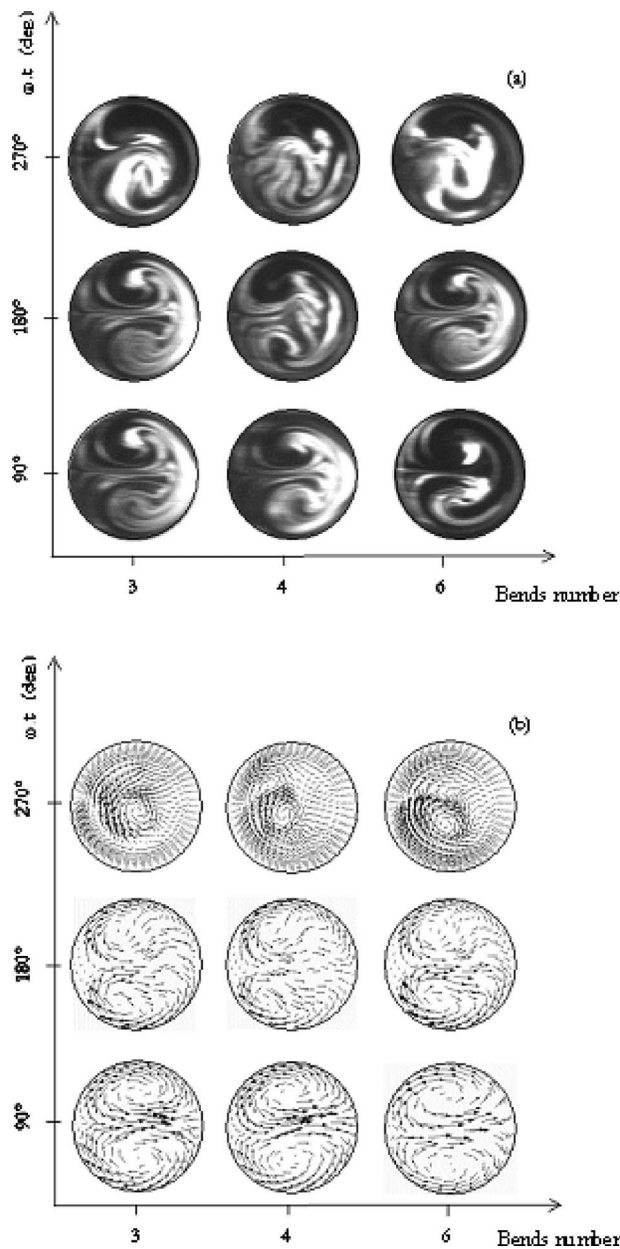 ω.t (deg.)
(a)
270°
180°
90°
3 4 6
Bends number
ω.t (deg.)
(b)
270°
180°
90°
3 4 6
Bends number